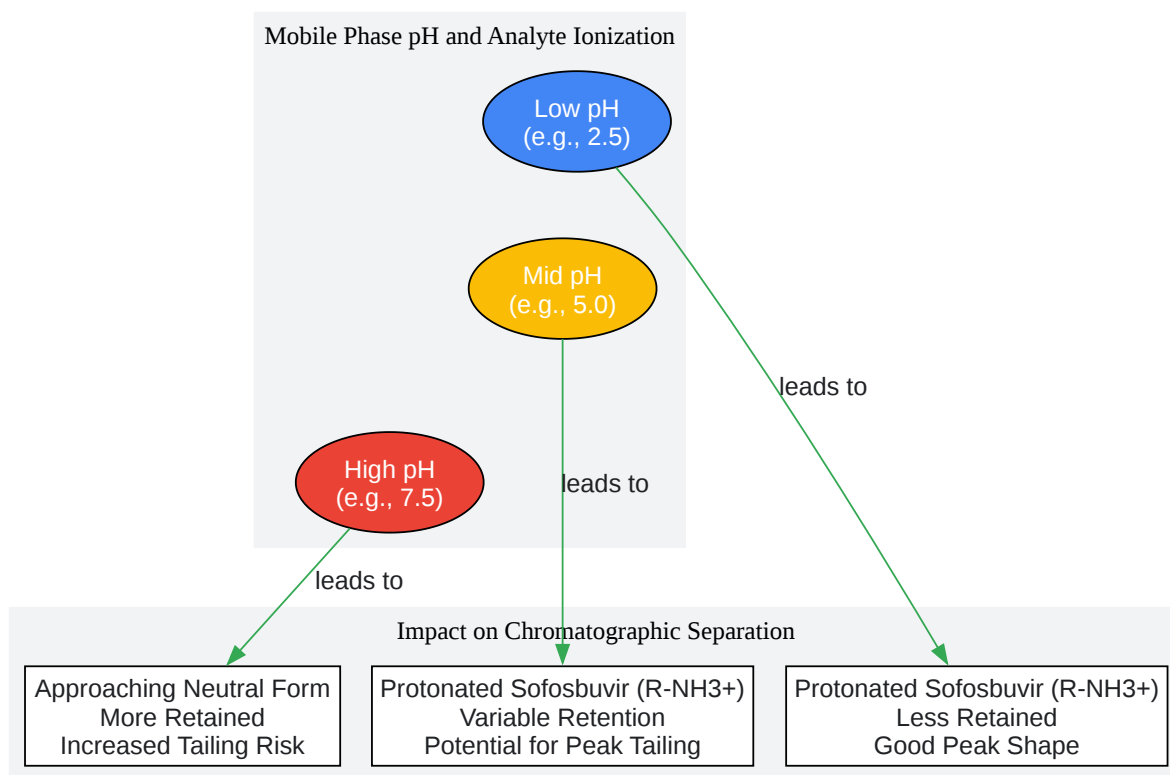 Mobile Phase pH and Analyte Ionization
Low pH
(e.g., 2.5)
Mid pH
(e.g., 5.0)
leads to
High pH
(e.g., 7.5)
leads to
leads to
Impact on Chromatographic Separation
Approaching Neutral Form
More Retained
Increased Tailing Risk
Protonated Sofosbuvir (R-NH3+)
Variable Retention
Potential for Peak Tailing
Protonated Sofosbuvir (R-NH3+)
Less Retained
Good Peak Shape